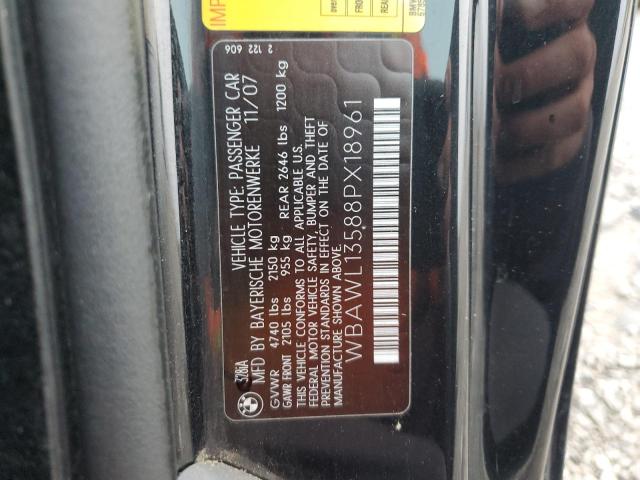 VEHICLE TYPE: PASSENGER CAR
MFD BY BAYERISCHE MOTORENWERKE 11/07
GVWR 4740 lbs 2150 kg
GAWR FRONT 2105 lbs 955 kg REAR 2646 lbs 1200 kg
THIS VEHICLE CONFORMS TO ALL APPLICABLE U.S.
FEDERAL MOTOR VEHICLE SAFETY, BUMPER AND THEFT
PREVENTION STANDARDS IN EFFECT ON THE DATE OF
MANUFACTURE SHOWN ABOVE.
WBAWL13588PX18961
2 122 606